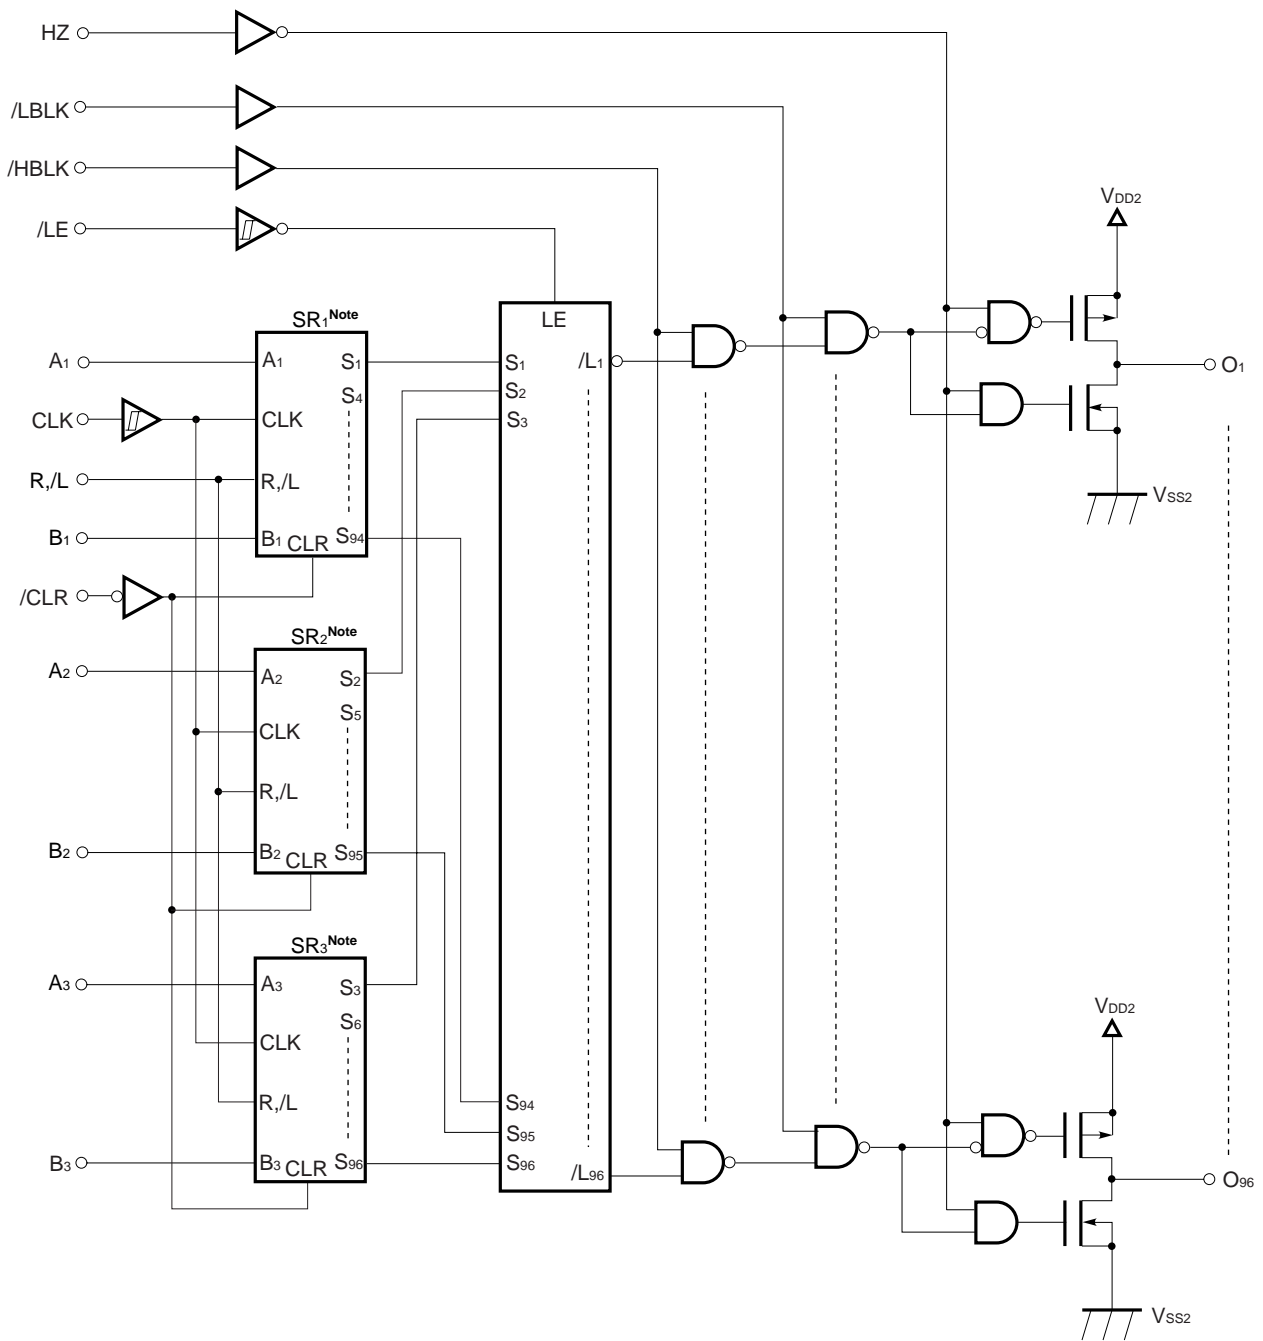 HZ
/LBLK
/HBLK
/LE
VDD2
LE
SR1Note
A1
A1
S1
S1
/L1
O1
S2
S4
S3
CLK
CLK
R,/L
R,/L
VSS2
B1
B1
CLR
S94
/CLR
SR2Note
A2
A2
S2
S5
CLK
R,/L
B2
B2
CLR
S95
SR3Note
A3
A3
S3
S6
VDD2
CLK
R,/L
S94
S95
B3
B3
CLR
S96
S96
/L96
O96
VSS2